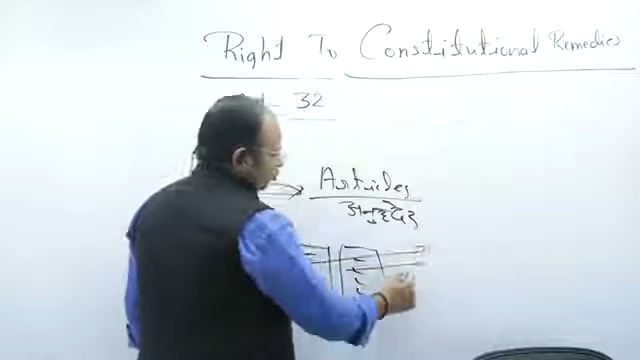 Right To Constitutional Remedies
32
Articles
अनुच्छेद